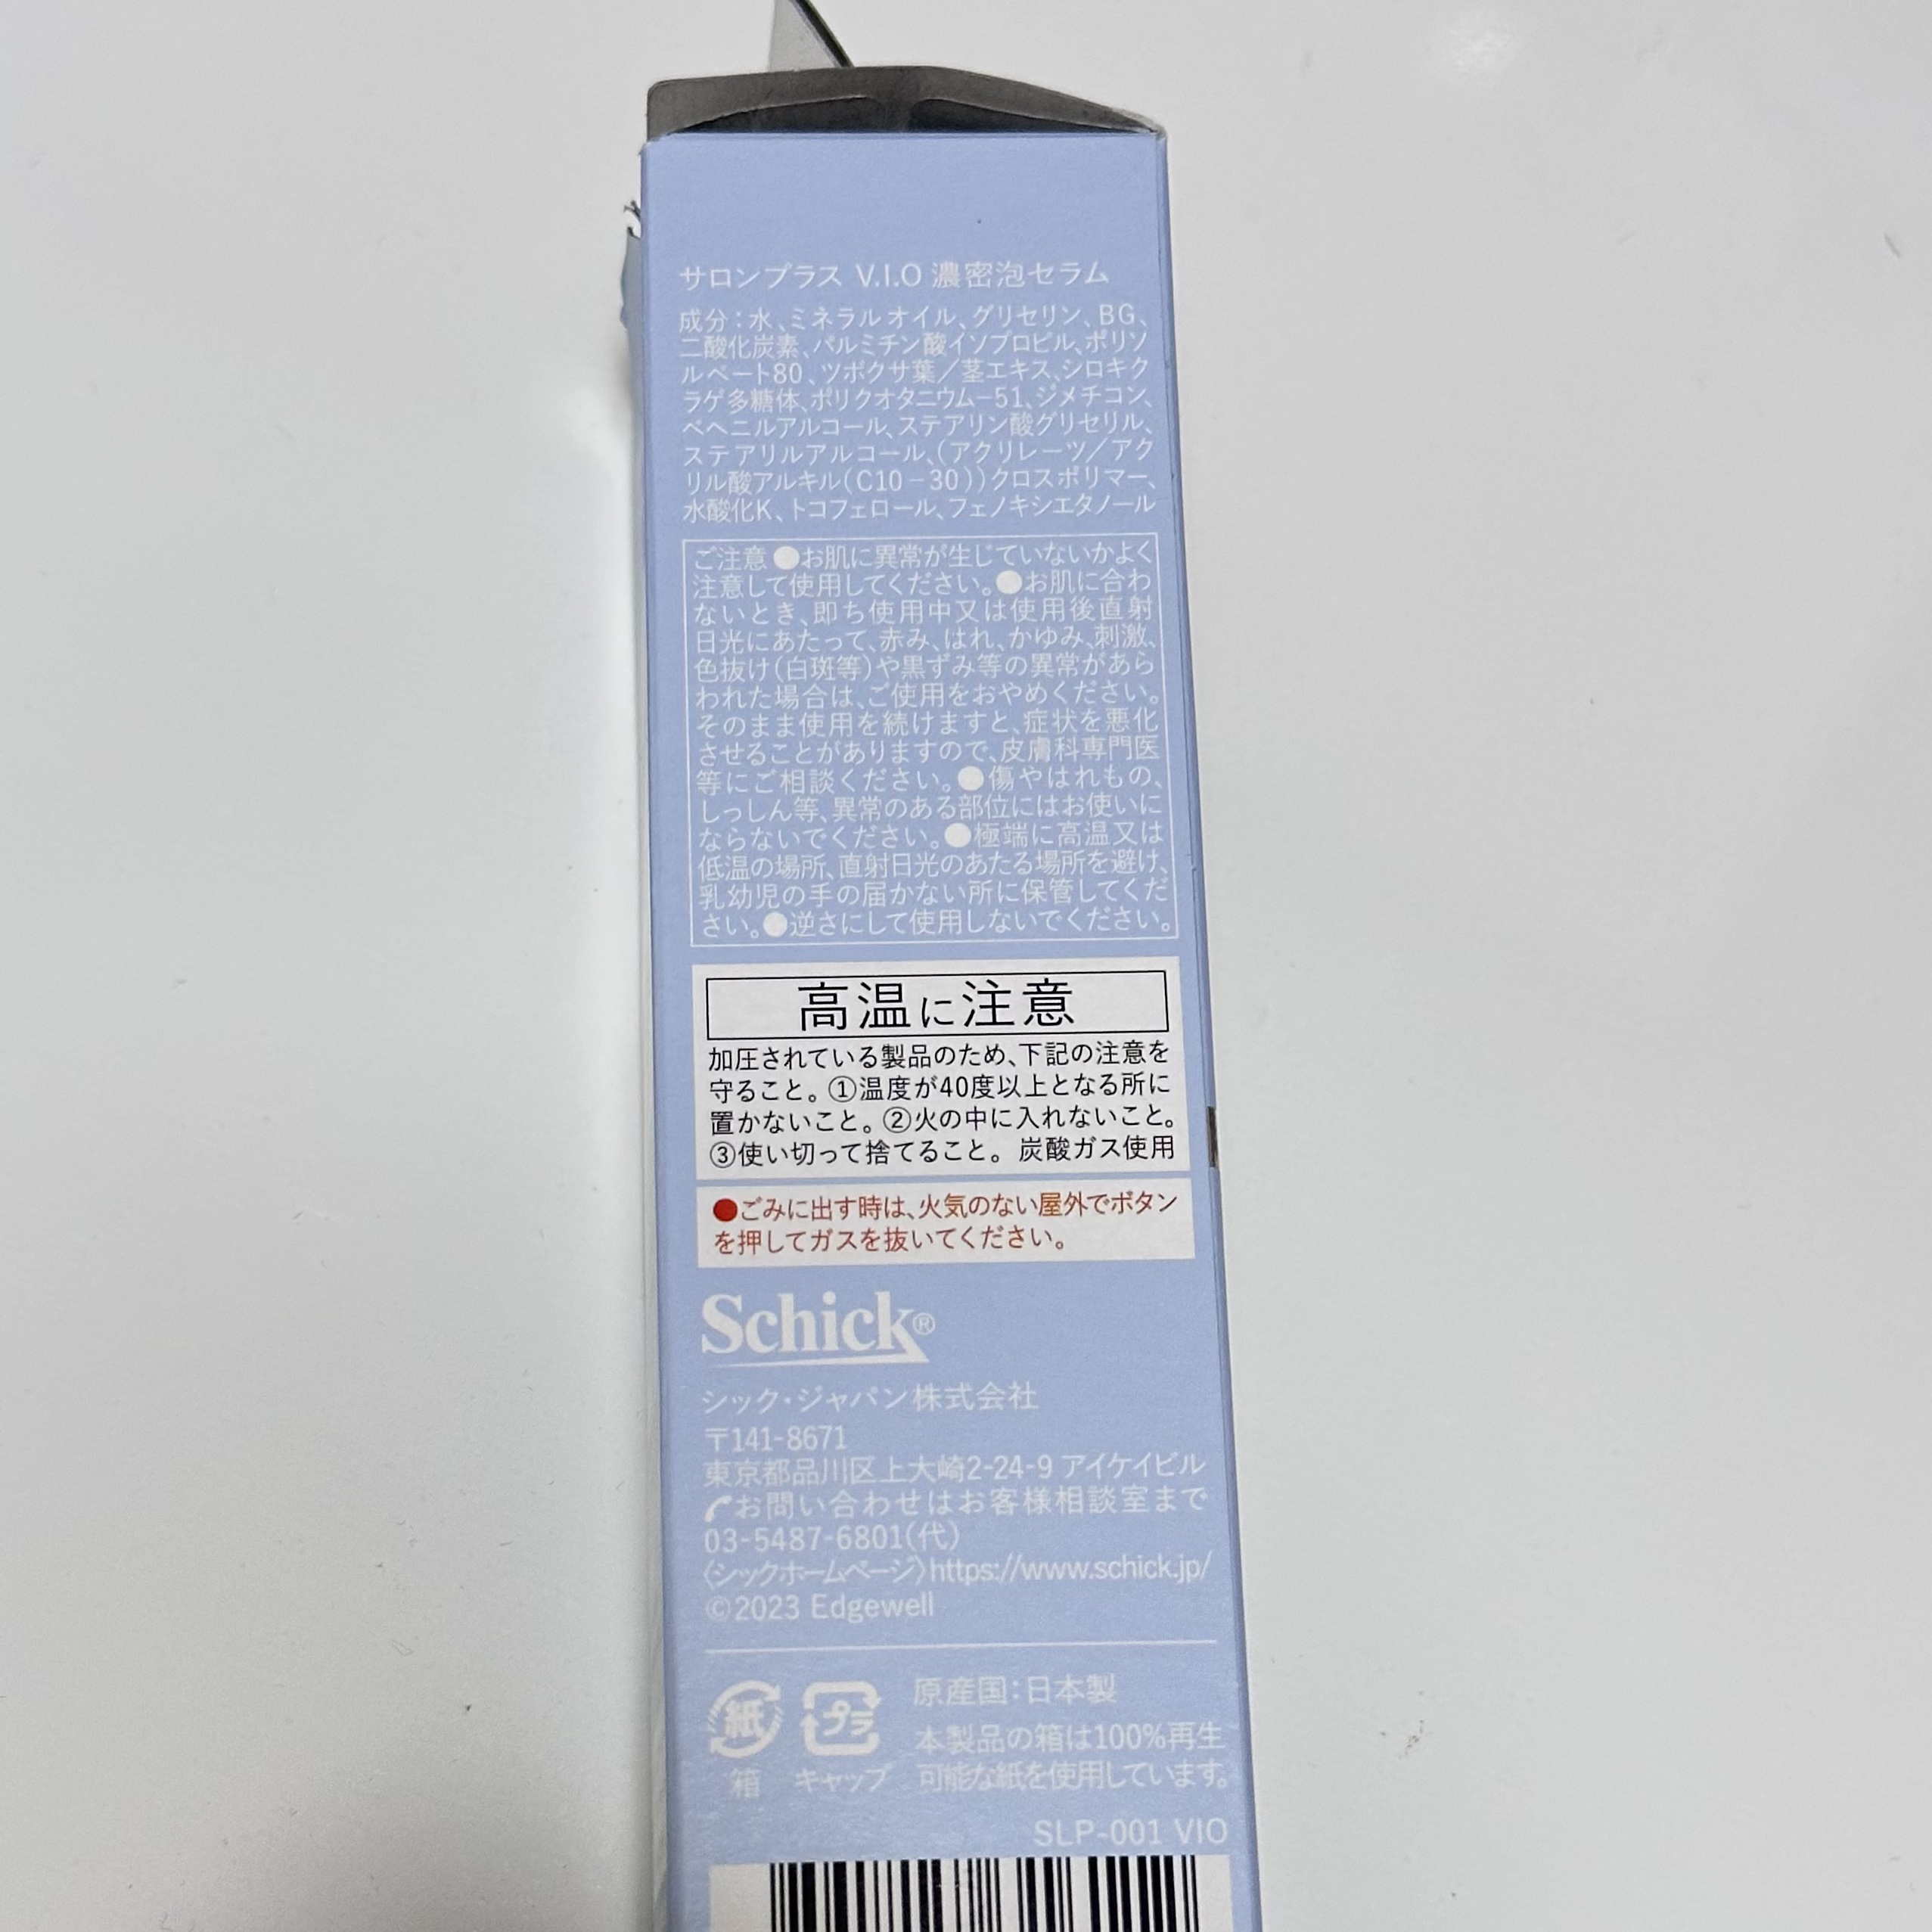 サロンプラス V.I.O 濃密泡セラム
成分：水、ミネラルオイル、グリセリン、BG、
二酸化炭素、パルミチン酸イソプロピル、ポリソ
ルベート80、ツボクサ葉／茎エキス、シロキク
ラゲ多糖体、ポリクオタニウム-51、ジメチコン、
ベヘニルアルコール、ステアリン酸グリセリル、
ステアリルアルコール、（アクリレーツ／アク
リル酸アルキル（C10－30））クロスポリマー、
水酸化K、トコフェロール、フェノキシエタノール
ご注意 ●お肌に異常が生じていないかよく
注意して使用してください。●お肌に合わ
ないとき、即ち使用中又は使用後直射
日光にあたって、赤み、はれ、かゆみ、刺激、
色抜け（白斑等）や黒ずみ等の異常があら
われた場合は、ご使用をおやめください。
そのまま使用を続けますと、症状を悪化
させることがありますので、皮膚科専門医
等にご相談ください。●傷やはれもの、
しっしん等、異常のある部位にはお使いに
ならないでください。●極端に高温又は
低温の場所、直射日光のあたる場所を避け、
乳幼児の手の届かない所に保管してくだ
さい。●逆さにして使用しないでください。
高温に注意
加圧されている製品のため、下記の注意を
守ること。①温度が40度以上となる所に
置かないこと。②火の中に入れないこと。
③使い切って捨てること。 炭酸ガス使用
●ごみに出す時は、火気のない屋外でボタン
を押してガスを抜いてください。
Schick®
シック・ジャパン株式会社
〒141-8671
東京都品川区上大崎2-24-9 アイケイビル
お問い合わせはお客様相談室まで
03-5487-6801（代）
〈シックホームページ〉https://www.schick.jp/
©2023 Edgewell
紙 箱
プラ キャップ
原産国：日本製
本製品の箱は100%再生
可能な紙を使用しています。
SLP-001 VIO